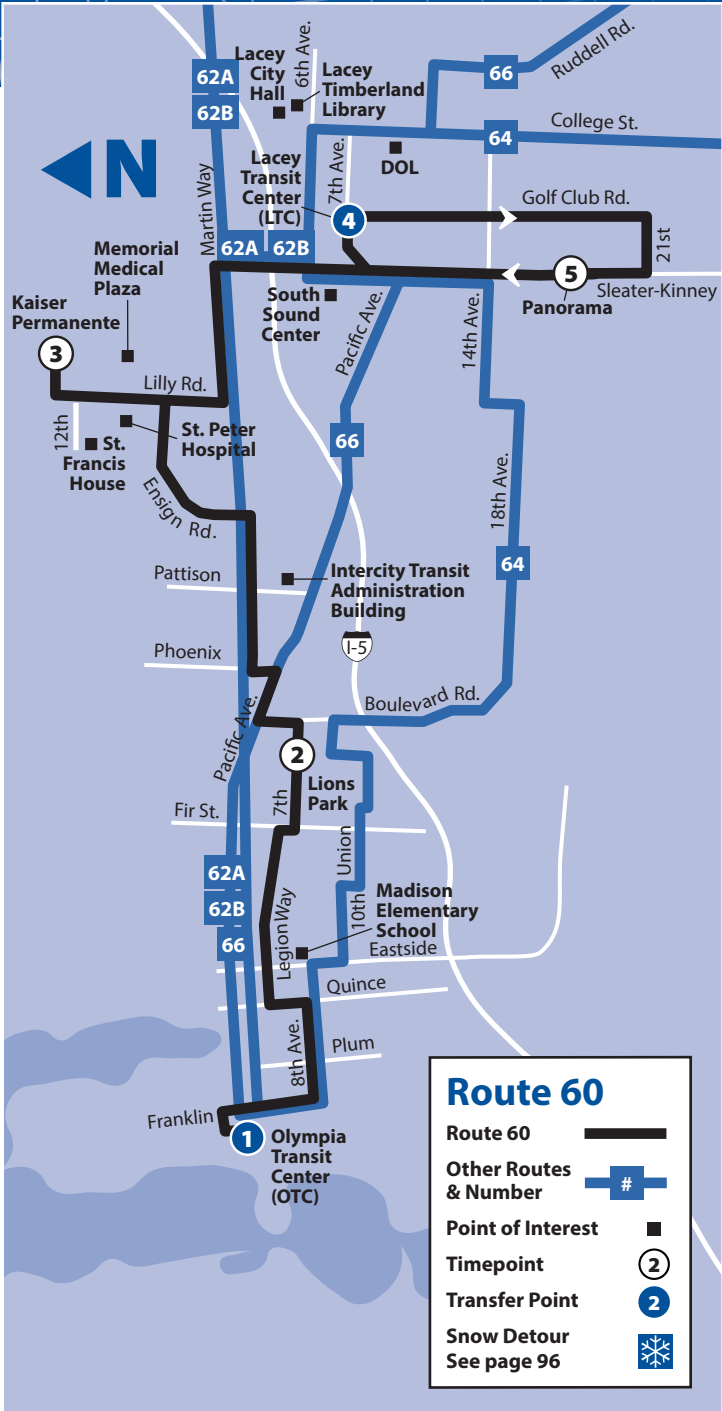 Ruddell Rd.
66
Lacey
City
Hall
6th Ave.
Lacey
Timberland
Library
62A
62B
College St.
64
DOL
7th Ave.
N
Martin Way
Lacey
Transit
Center
(LTC)
4
Golf Club Rd.
21st
62A
62B
Memorial
Medical
Plaza
5
Panorama
Sleater-Kinney
South
Sound
Center
Kaiser
Permanente
3
Pacific Ave.
14th Ave.
Lilly Rd.
12th
St.
Francis
House
St. Peter
Hospital
66
Ensign Rd.
18th Ave.
64
Pattison
Intercity Transit
Administration
Building
I-5
Phoenix
Boulevard Rd.
Pacific Ave.
2
Lions
Park
7th
Fir St.
Union
62A
62B
66
10th
Madison
Elementary
School
Legion Way
Eastside
Quince
8th Ave.
Plum
Franklin
1
Olympia
Transit
Center
(OTC)
Route 60
Route 60
Other Routes
& Number
#
Point of Interest
Timepoint
2
Transfer Point
2
Snow Detour
See page 96